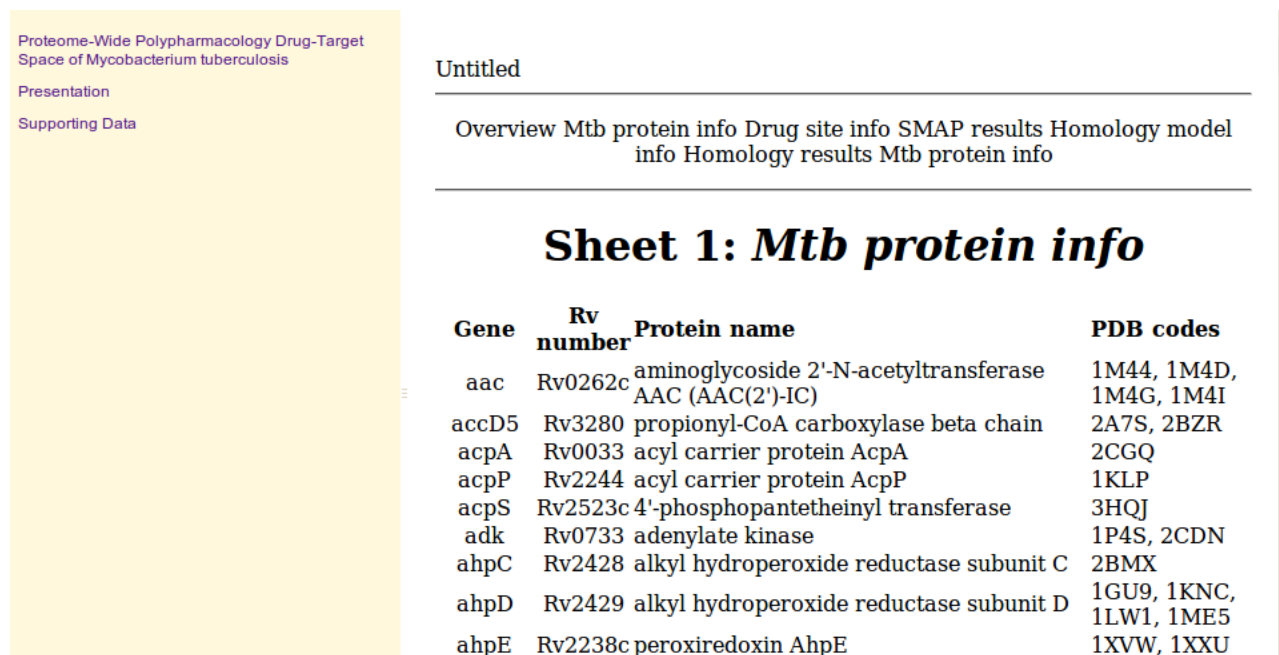 Proteome-Wide Polypharmacology Drug-Target
Space of Mycobacterium tuberculosis
Presentation
Supporting Data
Untitled
Overview Mtb protein info Drug site info SMAP results Homology model
info Homology results Mtb protein info
Sheet 1: Mtb protein info
Gene Rv number Protein name PDB codes
aac Rv0262c aminoglycoside 2'-N-acetyltransferase AAC (AAC(2')-IC) 1M44, 1M4D, 1M4G, 1M4I
accD5 Rv3280 propionyl-CoA carboxylase beta chain 2A7S, 2BZR
acpA Rv0033 acyl carrier protein AcpA 2CGQ
acpP Rv2244 acyl carrier protein AcpP 1KLP
acpS Rv2523c 4'-phosphopantetheinyl transferase 3HQJ
adk Rv0733 adenylate kinase 1P4S, 2CDN
ahpC Rv2428 alkyl hydroperoxide reductase subunit C 2BMX
ahpD Rv2429 alkyl hydroperoxide reductase subunit D 1GU9, 1KNC, 1LW1, 1ME5
ahpE Rv2238c peroxiredoxin AhpE 1XVW, 1XXU